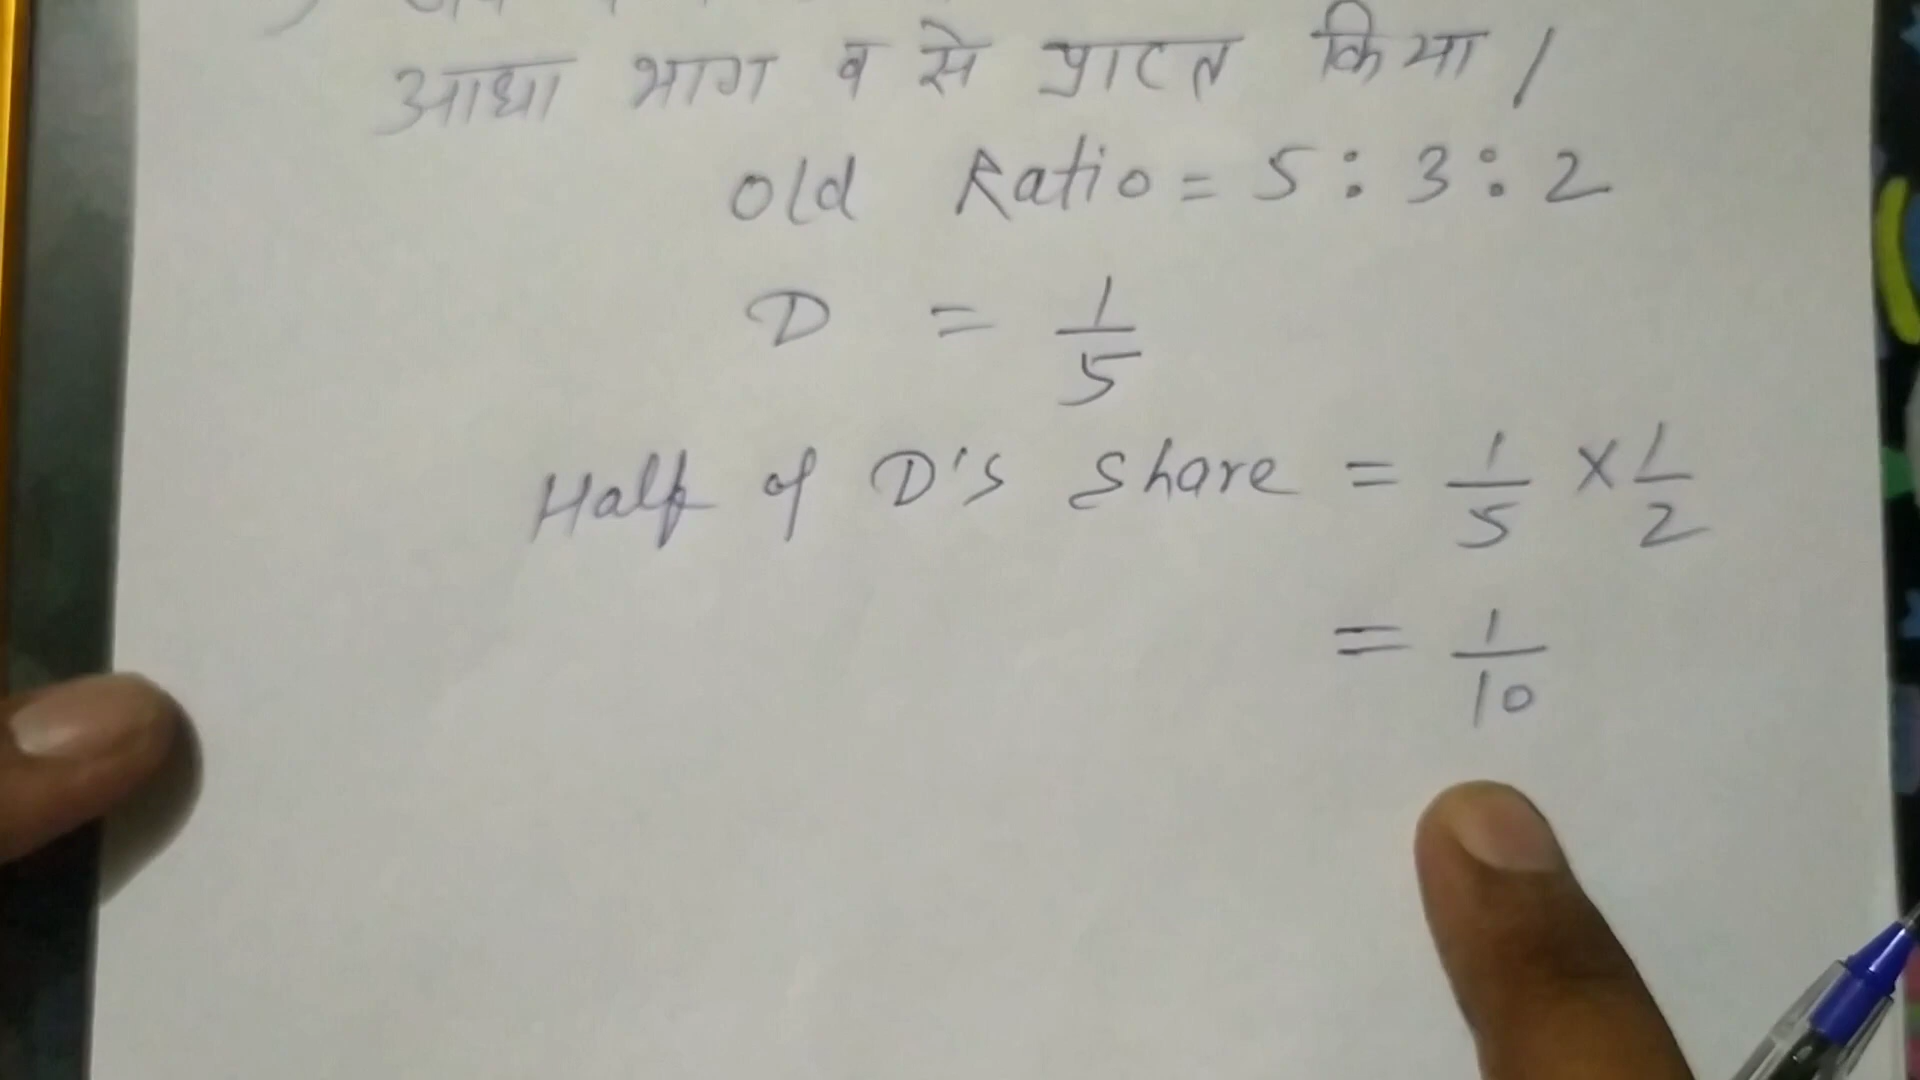 आधा भाग व से प्राप्त किया।
Old Ratio = 5 : 3 : 2
D = 1/5
Half of D's Share = 1/5 × 1/2
= 1/10